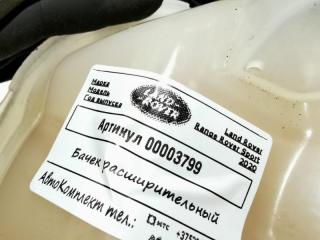 LAND
ROVER
Марка
Модель
Год выпуска
Land Rover
Range Rover Sport
2020
Артикул 00003799
Бачек расширительный
АвтоКомплект тел.:
МТС +375